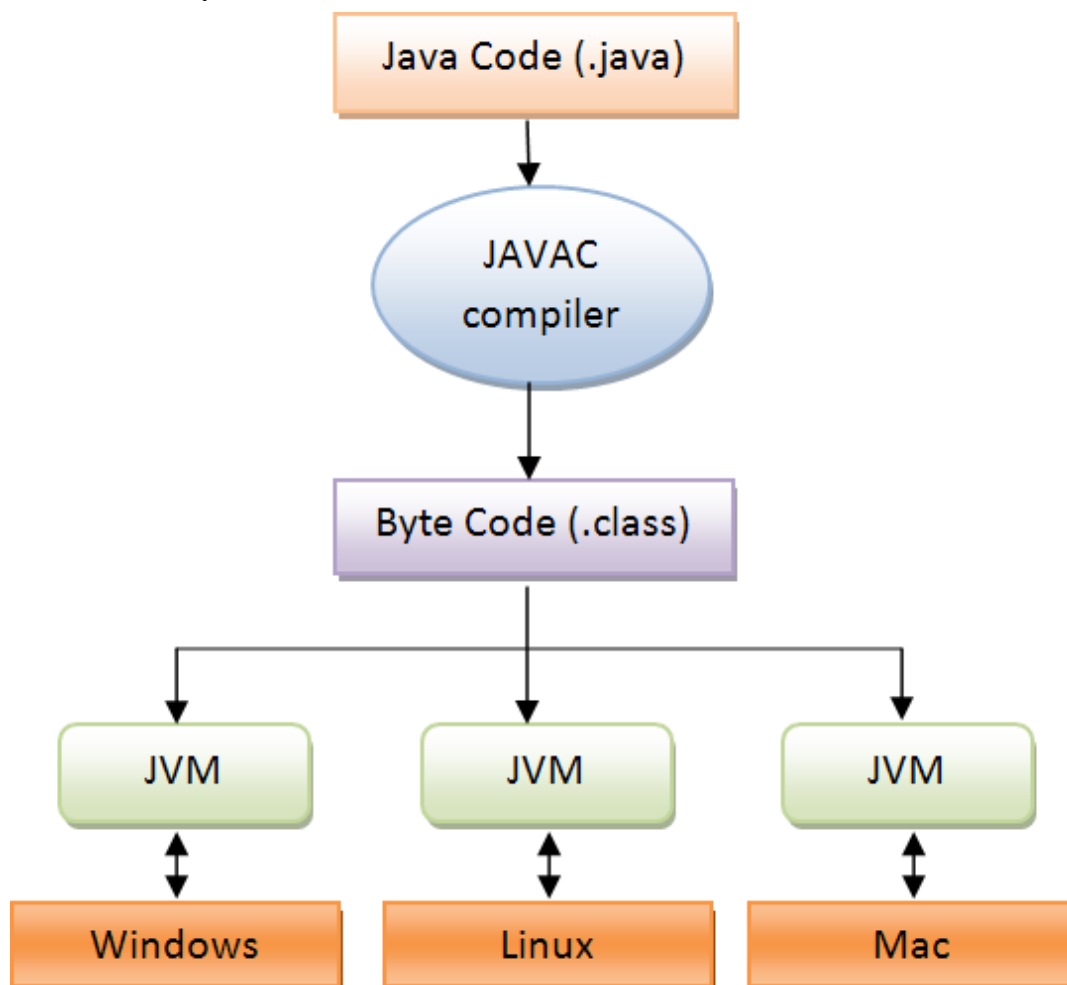 Java Code (.java)
JAVAC
compiler
Byte Code (.class)
JVM JVM JVM
Windows Linux Mac